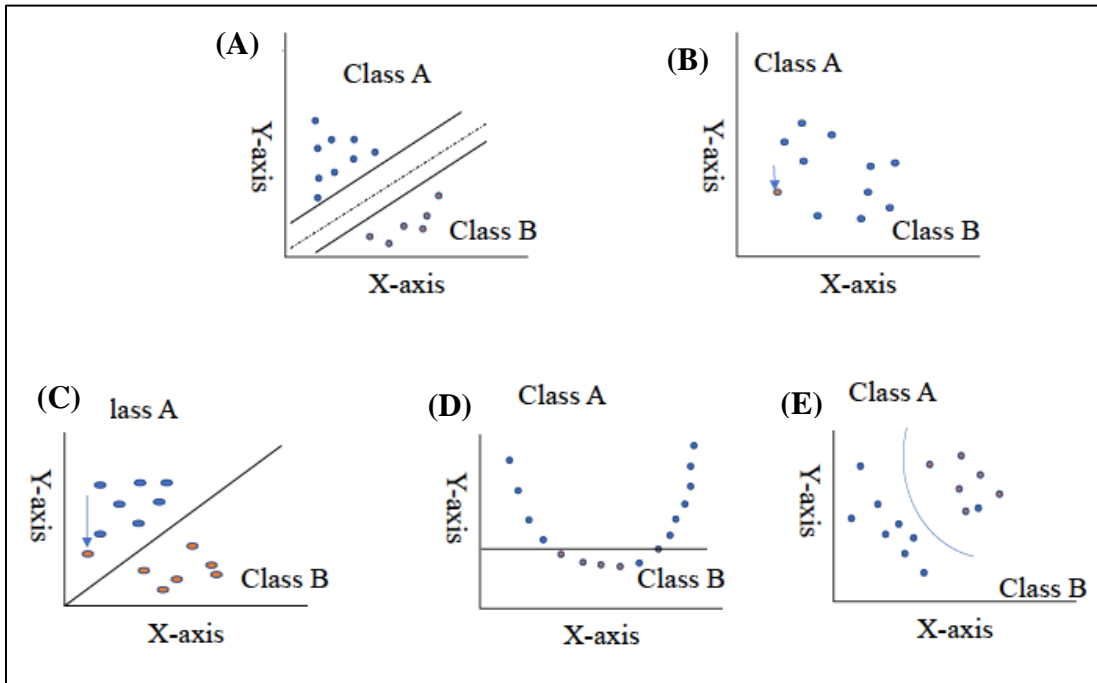 (A)
Class A
Y-axis
Class B
X-axis
(B)
Class A
Y-axis
Class B
X-axis
(C)
lass A
Y-axis
Class B
X-axis
(D)
Class A
Y-axis
Class B
X-axis
(E)
Class A
Y-axis
Class B
X-axis